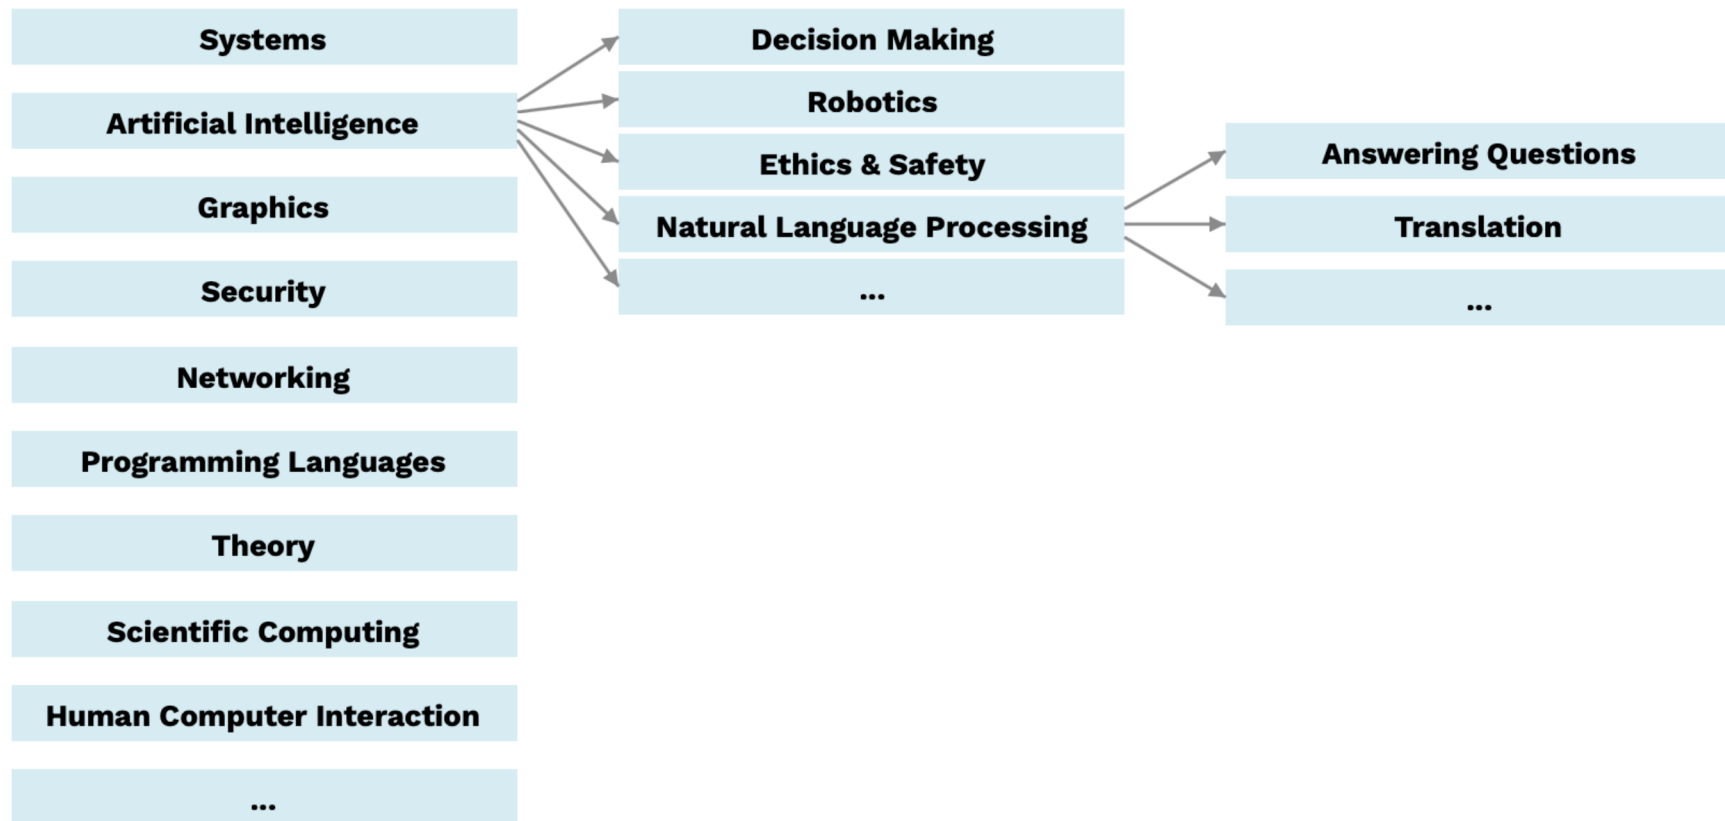 Systems
Artificial Intelligence
Graphics
Security
Networking
Programming Languages
Theory
Scientific Computing
Human Computer Interaction
...
Decision Making
Robotics
Ethics & Safety
Natural Language Processing
...
Answering Questions
Translation
...